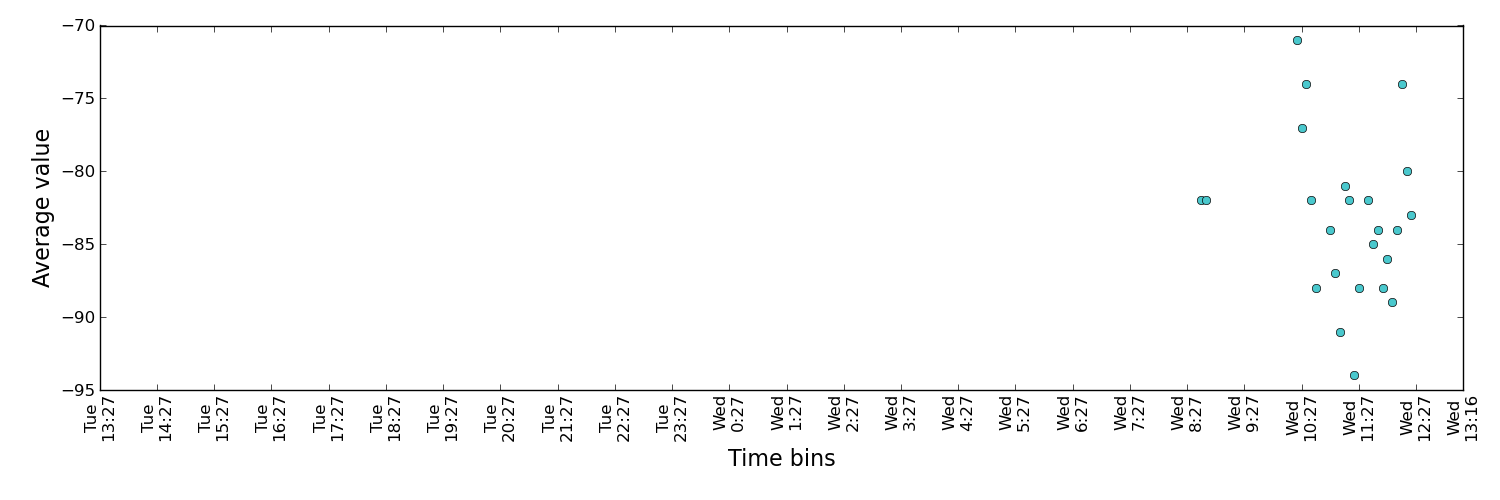 −70
−75
−80
−85
−90
−95
Average value
Tue 13:27
Tue 14:27
Tue 15:27
Tue 16:27
Tue 17:27
Tue 18:27
Tue 19:27
Tue 20:27
Tue 21:27
Tue 22:27
Tue 23:27
Wed 0:27
Wed 1:27
Wed 2:27
Wed 3:27
Wed 4:27
Wed 5:27
Wed 6:27
Wed 7:27
Wed 8:27
Wed 9:27
Wed 10:27
Wed 11:27
Wed 12:27
Wed 13:16
Time bins